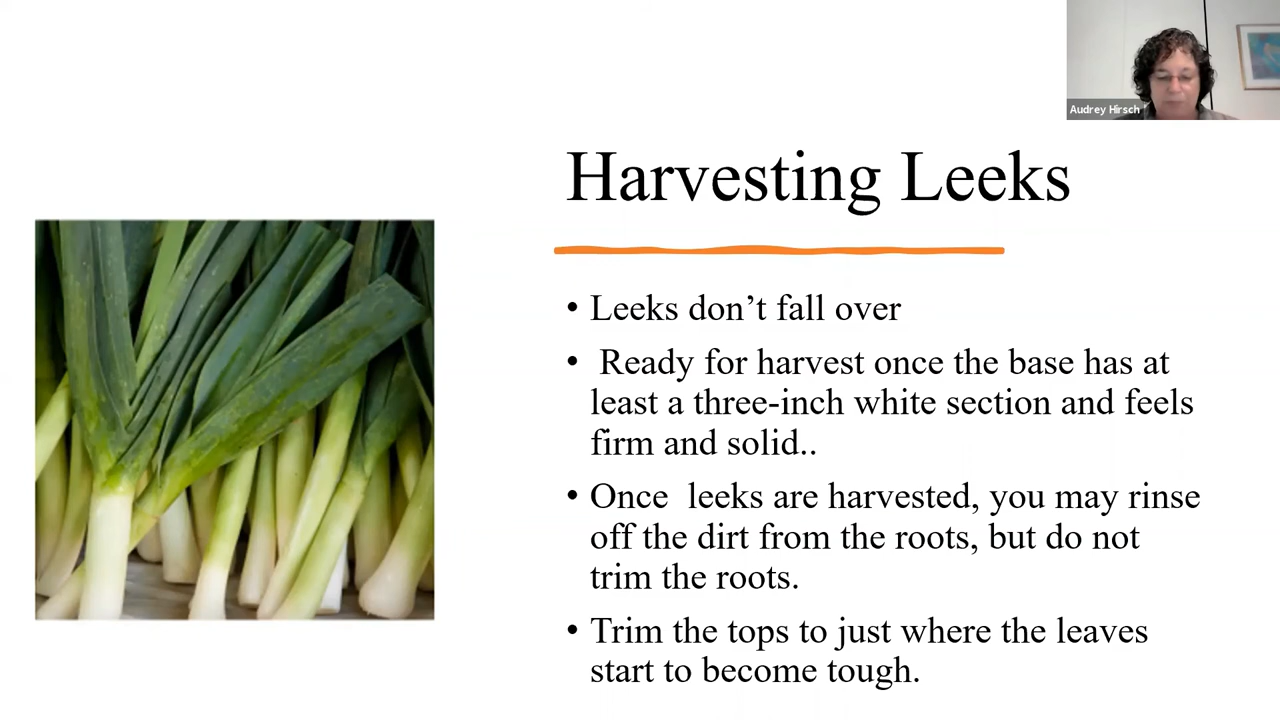 Audrey Hirsch
Harvesting Leeks
• Leeks don’t fall over
• Ready for harvest once the base has at
least a three-inch white section and feels
firm and solid..
• Once  leeks are harvested, you may rinse
off the dirt from the roots, but do not
trim the roots.
• Trim the tops to just where the leaves
start to become tough.